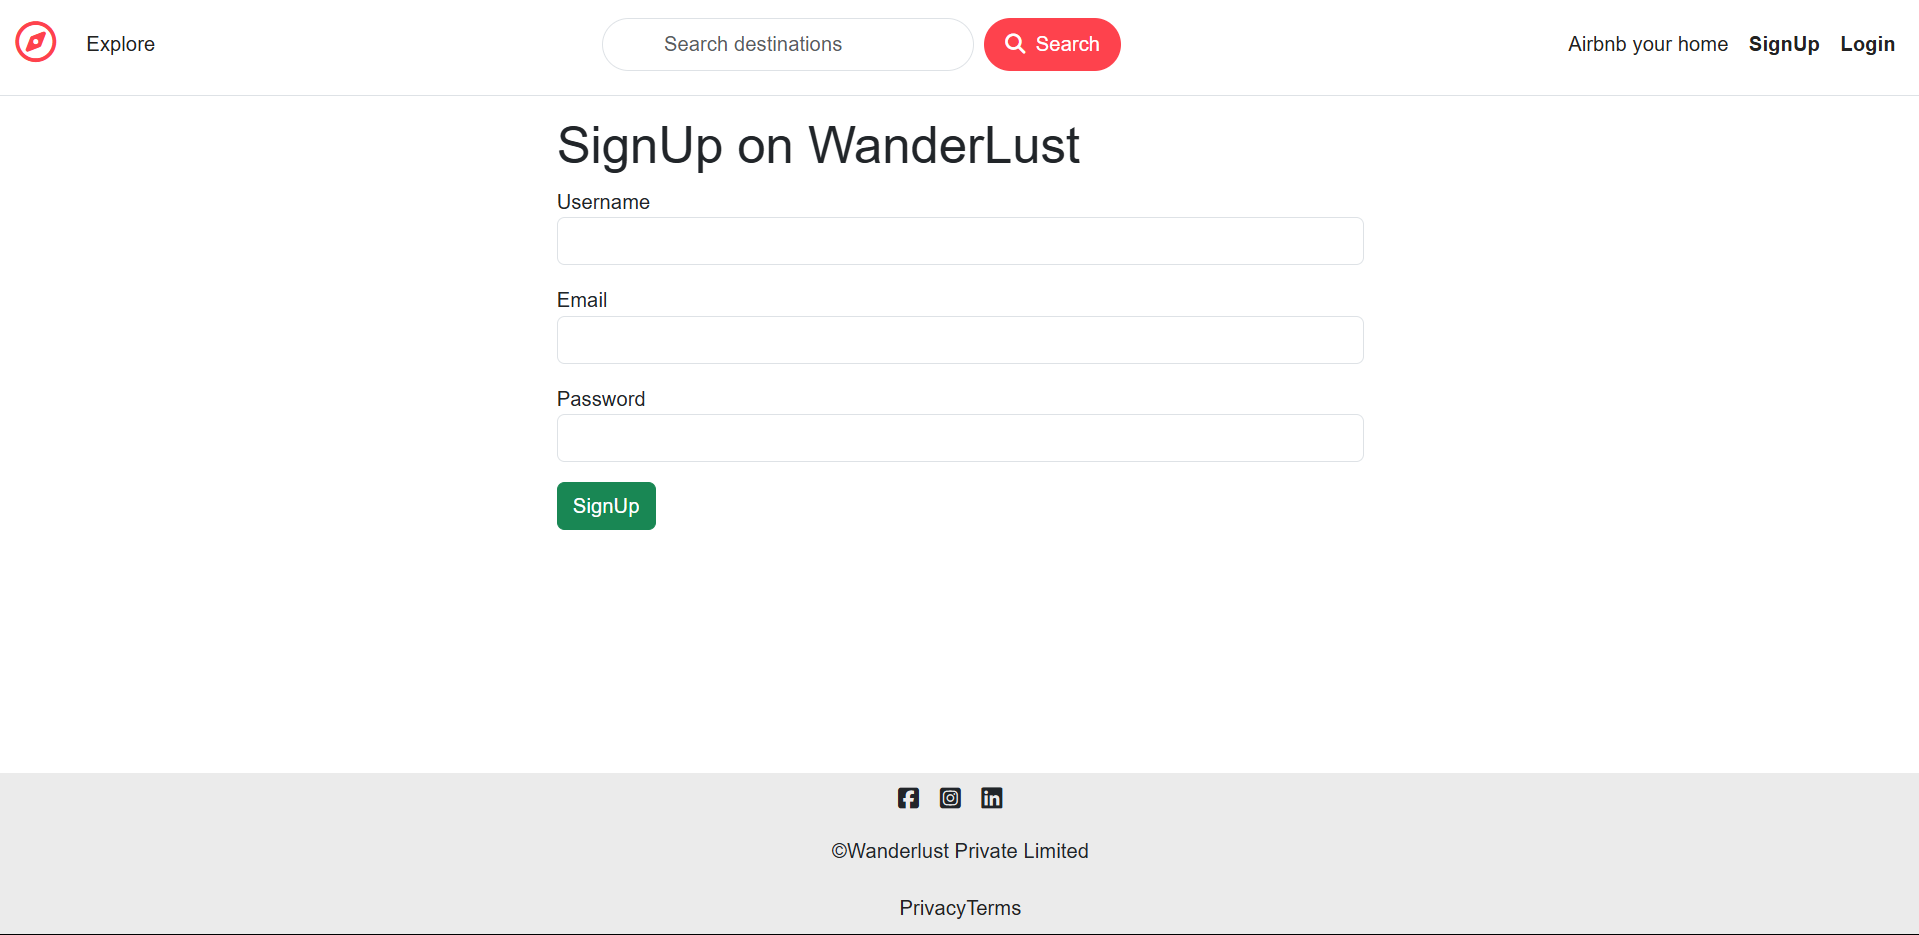 Explore
Search destinations
Search
Airbnb your home
SignUp
Login
SignUp on WanderLust
Username
Email
Password
SignUp
©Wanderlust Private Limited
PrivacyTerms